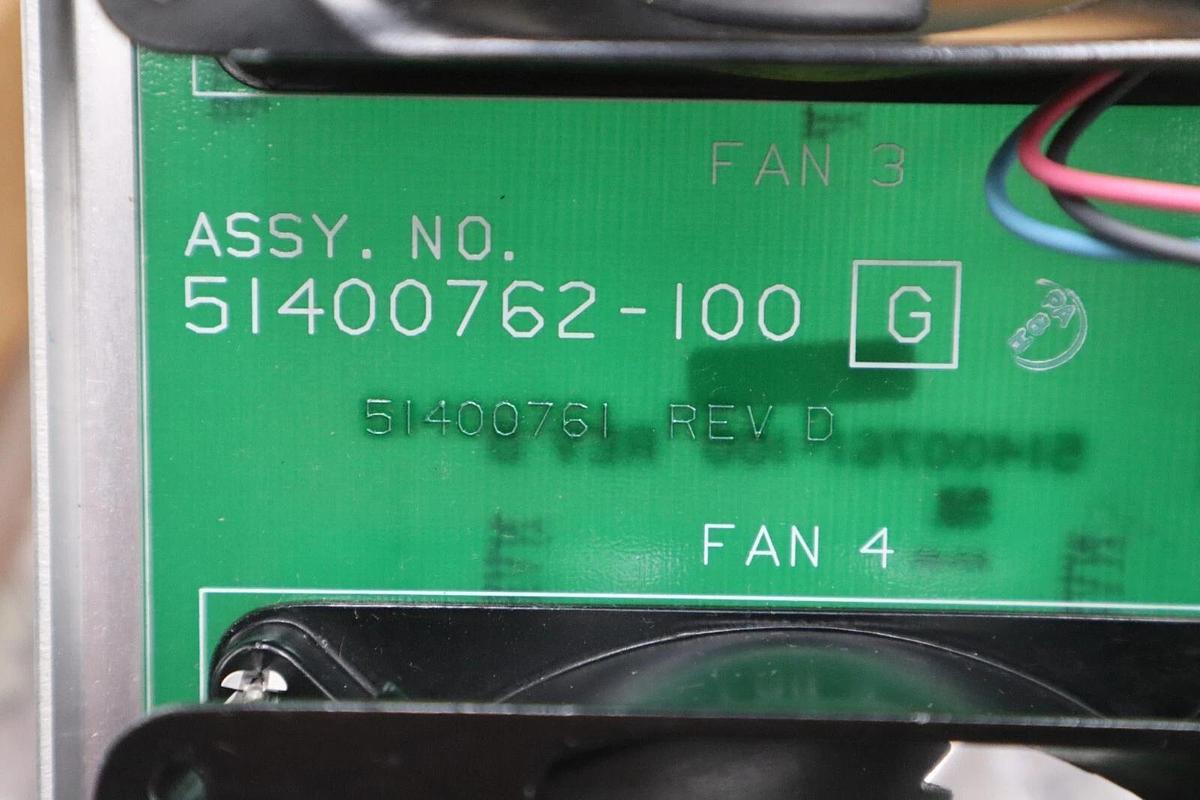 FAN 3
ASSY. NO.
51400762-100 G
51400761 REV D
FAN 4